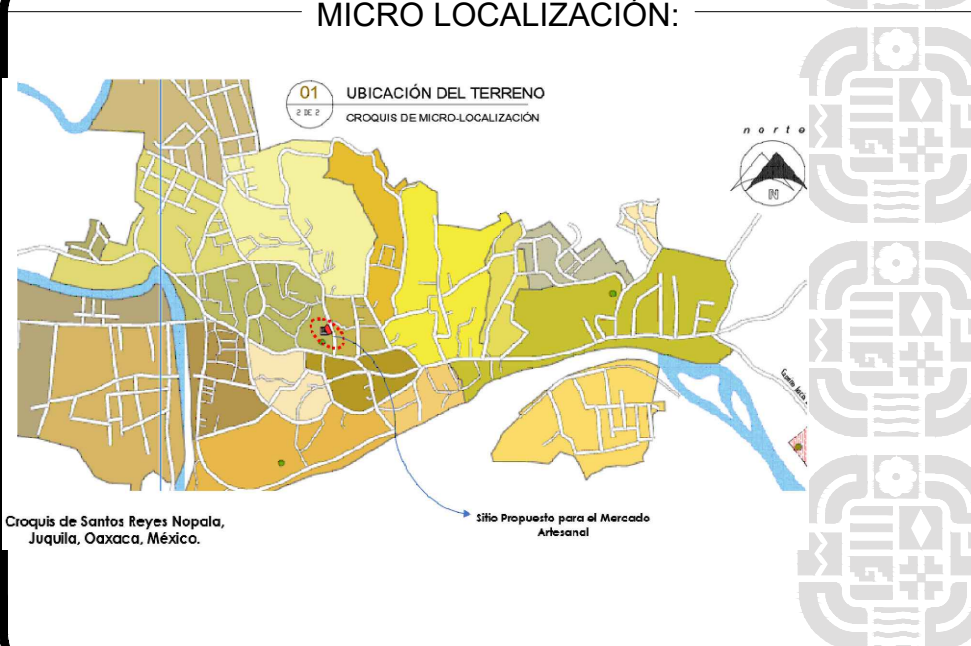 MICRO LOCALIZACIÓN:
01
2 DE 2
UBICACIÓN DEL TERRENO
CROQUIS DE MICRO-LOCALIZACIÓN
norte
N
Croquis de Santos Reyes Nopala,
Juquila, Oaxaca, México.
Sitio Propuesto para el Mercado
Artesanal